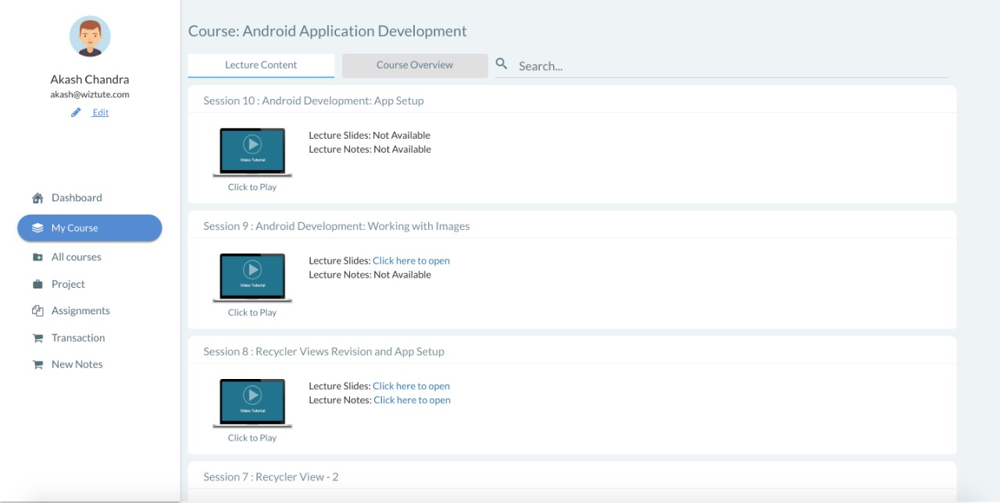 Akash Chandra
akash@wiztute.com
Edit
Dashboard
My Course
All courses
Project
Assignments
Transaction
New Notes
Course: Android Application Development
Lecture Content
Course Overview
Search...
Session 10 : Android Development: App Setup
Video Tutorial
Click to Play
Lecture Slides: Not Available
Lecture Notes: Not Available
Session 9 : Android Development: Working with Images
Video Tutorial
Click to Play
Lecture Slides: Click here to open
Lecture Notes: Not Available
Session 8 : Recycler Views Revision and App Setup
Video Tutorial
Click to Play
Lecture Slides: Click here to open
Lecture Notes: Click here to open
Session 7 : Recycler View - 2